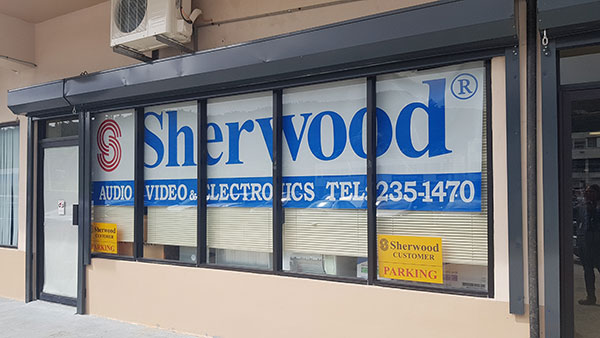 Sherwood®
AUDIO VIDEO & ELECTRONICS TEL: 235-1470
Sherwood
CUSTOMER
PARKING
Sherwood
CUSTOMER
PARKING